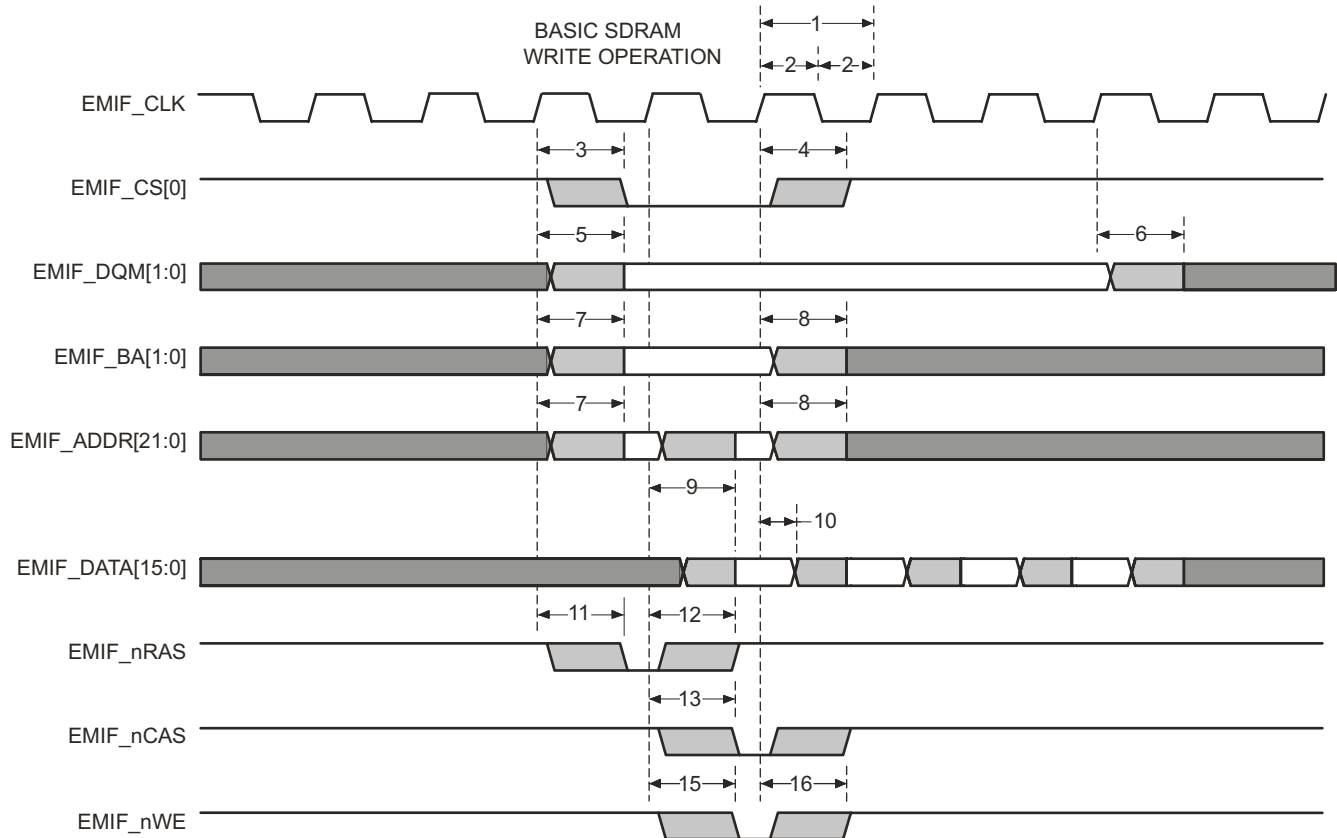 BASIC SDRAM
WRITE OPERATION
1
2 2
EMIF_CLK
3 4
EMIF_CS[0]
5 6
EMIF_DQM[1:0]
7 8
EMIF_BA[1:0]
7 8
EMIF_ADDR[21:0]
9
10
EMIF_DATA[15:0]
11 12
EMIF_nRAS
13
EMIF_nCAS
15 16
EMIF_nWE